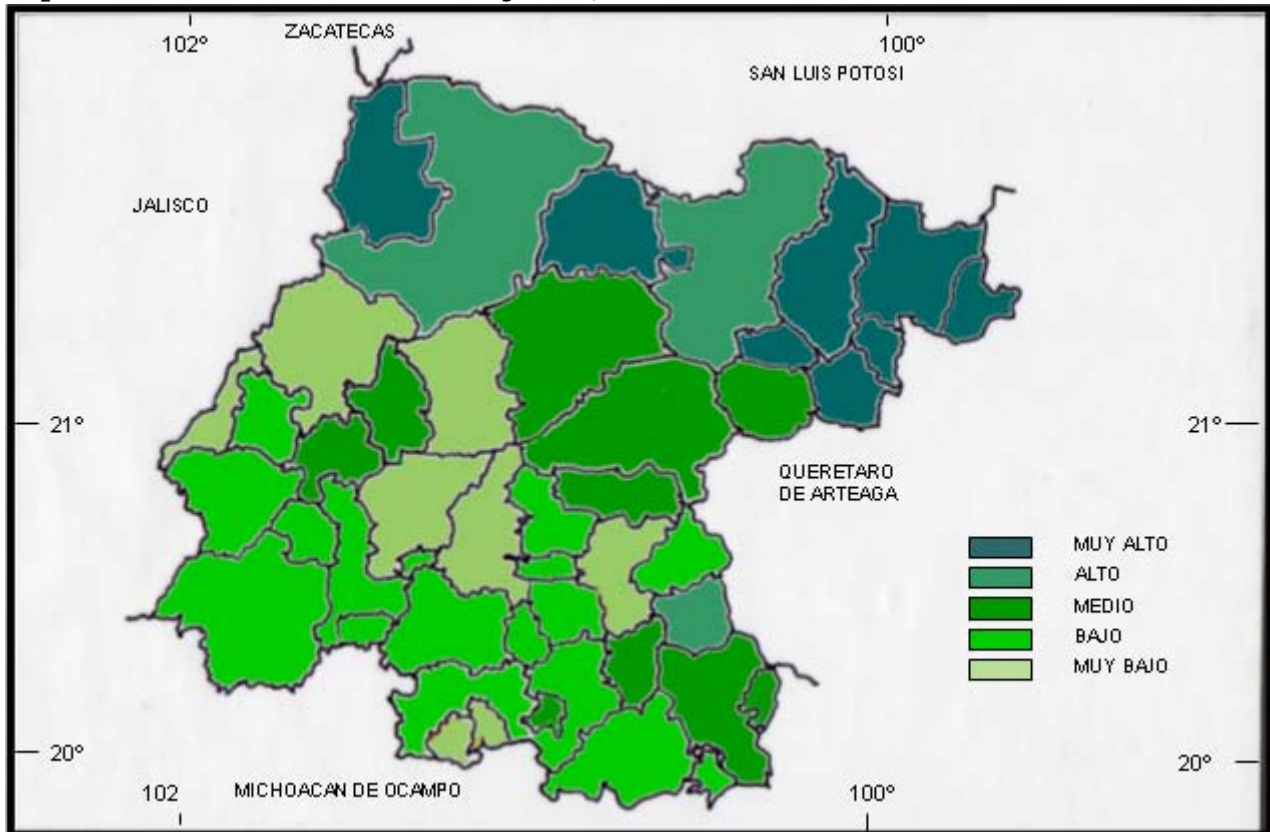 102°
ZACATECAS
100°
SAN LUIS POTOSI
JALISCO
21°
21°
QUERETARO
DE ARTEAGA
MUY ALTO
ALTO
MEDIO
BAJO
MUY BAJO
20°
20°
102
MICHOACAN DE OCAMPO
100°